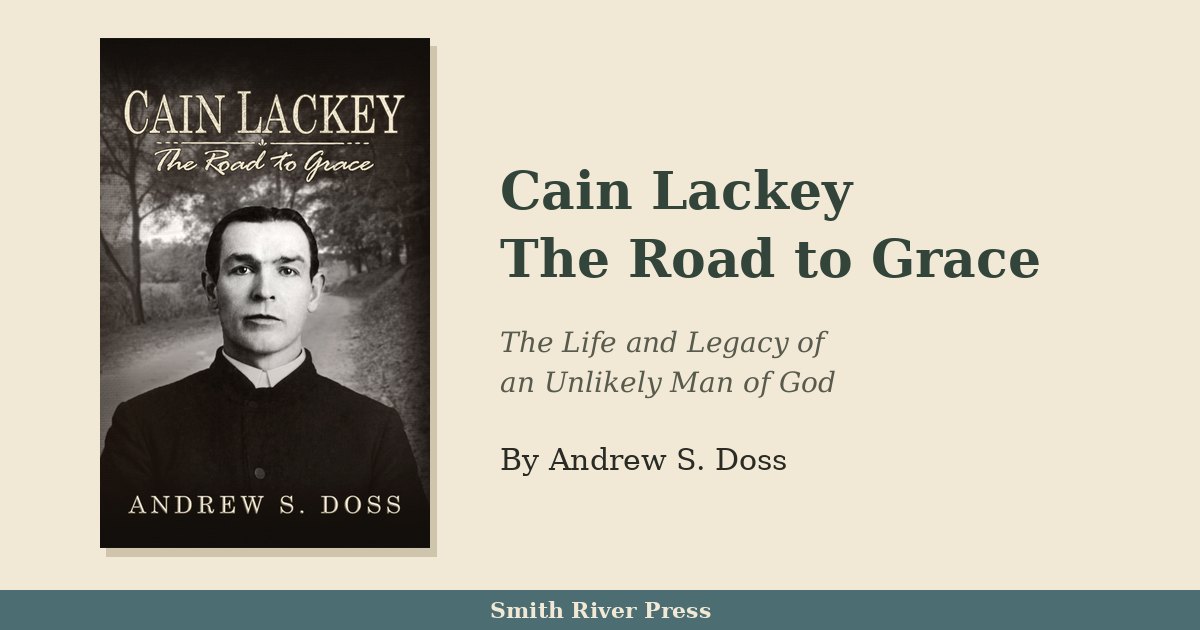 CAIN LACKEY
The Road to Grace
ANDREW S. DOSS
Cain Lackey
The Road to Grace
The Life and Legacy of
an Unlikely Man of God
By Andrew S. Doss
Smith River Press